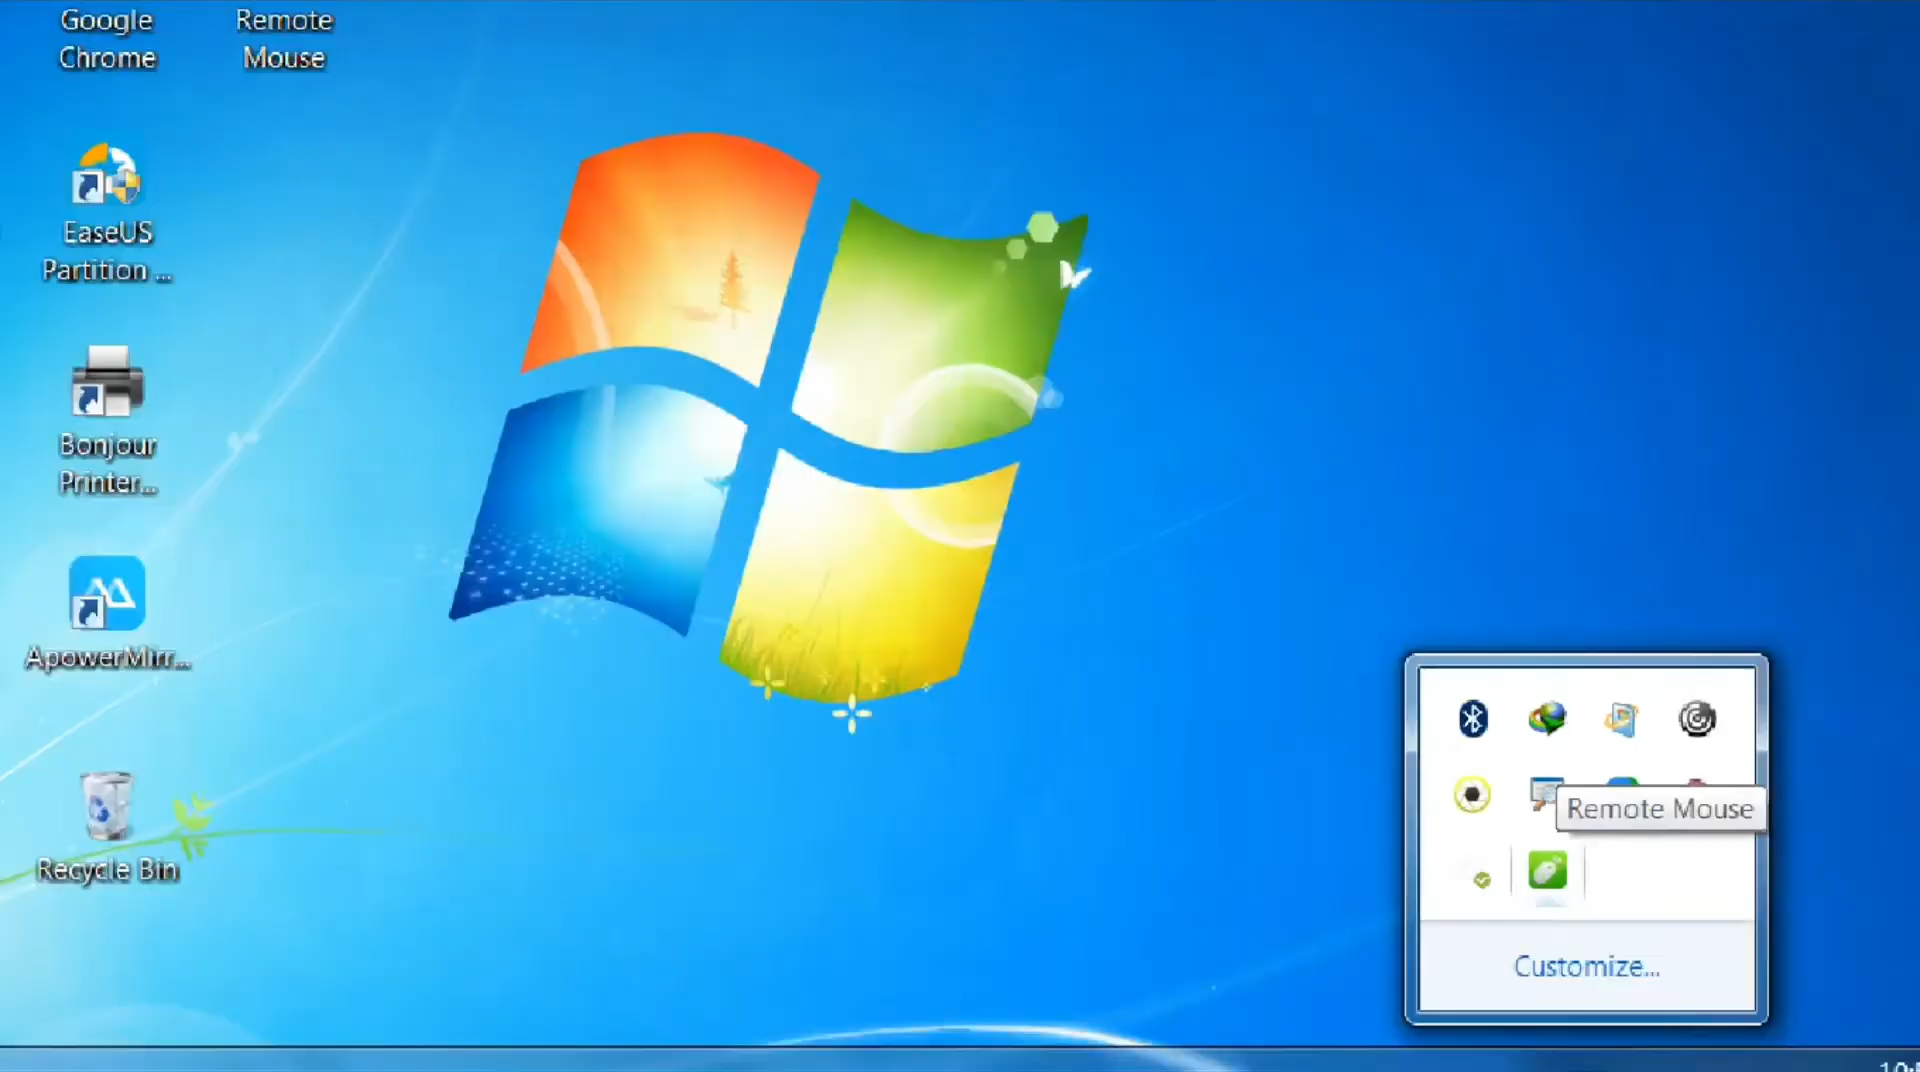 Google
Chrome
Remote
Mouse
EaseUS
Partition ...
Bonjour
Printer...
ApowerMirr...
Recycle Bin
Remote Mouse
Customize...